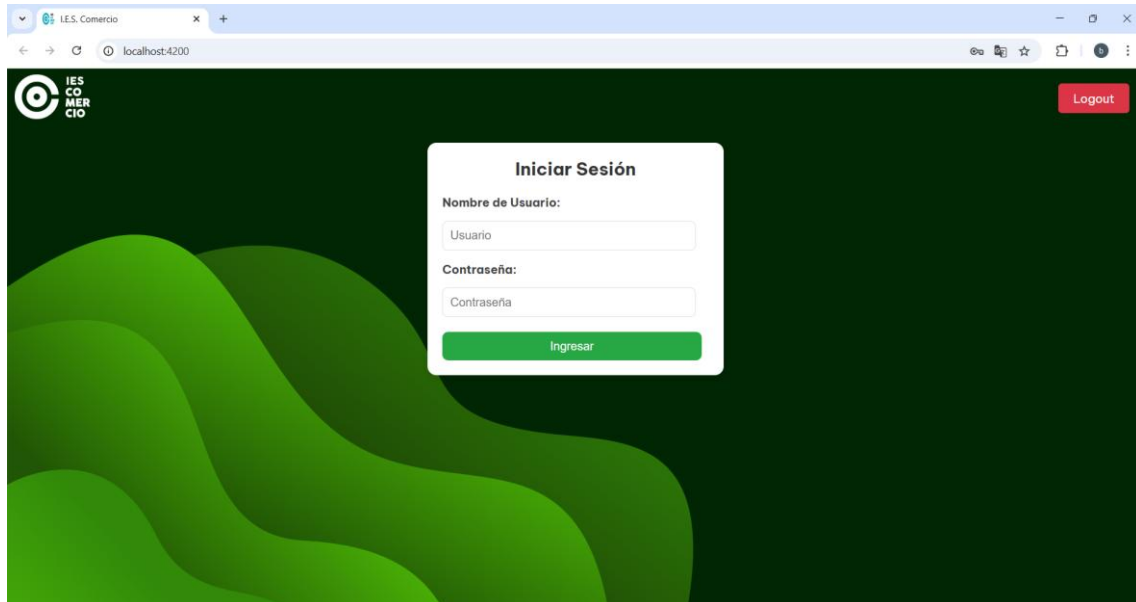 I.E.S. Comercio
localhost:4200
IES
CO
MER
CIO
Logout
Iniciar Sesión
Nombre de Usuario:
Usuario
Contraseña:
Contraseña
Ingresar